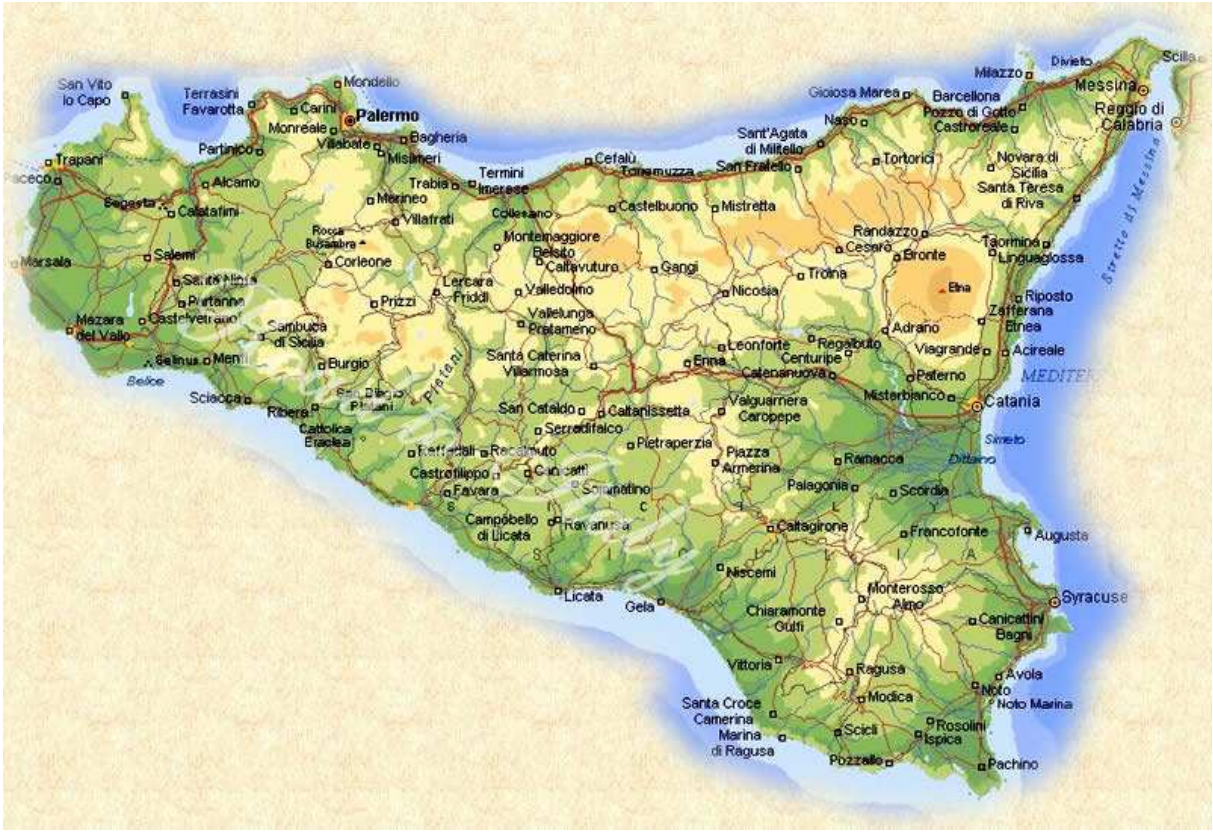 San Vito
lo Capo
Terrasini
Favarotta
Mondello
Carini
Palermo
Monreale
Villabate
Bagheria
Misilmeri
Partinico
Trapani
Paceco
Alcamo
Segesta
Calatafimi
Trabia
Termini
Imerese
Cefalù
Torremuzza
Sant'Agata
di Militello
San Fratello
Gioiosa Marea
Naso
Milazzo
Divieto
Messina
Scilla
Reggio di
Calabria
Barcellona
Pozzo di Gotto
Castroreale
Tortorici
Novara di
Sicilia
Santa Teresa
di Riva
Stretto di Messina
Marineo
Villafrati
Collesano
Castelbuono
Mistretta
Rocca
Busambra
Corleone
Montemaggiore
Belsito
Caltavuturo
Gangi
Randazzo
Cesarò
Bronte
Taormina
Linguaglossa
Marsala
Salemi
Santa Ninfa
Partanna
Castelvetrano
Mazara
del Vallo
Prizzi
Lercara
Friddi
Valledolmo
Nicosia
Troina
Etna
Riposto
Zafferana
Etnea
Sambuca
di Sicilia
Vallelunga
Pratameno
Adrano
Selinus
Menfi
Burgio
Santa Caterina
Villarmosa
Enna
Leonforte
Regalbuto
Centuripe
Catenanuova
Viagrande
Acireale
Belice
Platani
Paterno
Misterbianco
MEDITER
Catania
Sciacca
Ribera
San Biagio
Platani
San Cataldo
Caltanissetta
Valguarnera
Caropepe
Cattolica
Eraclea
Serradifalco
Pietraperzia
Simeto
Dittaino
Raffadali
Racalmuto
Piazza
Armerina
Ramacca
Castrofilippo
Canicatti
Favara
Sommatino
Palagonia
Scordia
Campobello
di Licata
Ravanusa
Caltagirone
Francofonte
Augusta
S I C I L Y
S I C I L I A
Niscemi
Licata
Gela
Monterosso
Almo
Syracuse
Chiaramonte
Gulfi
Canicattini
Bagni
Vittoria
Ragusa
Avola
Noto
Modica
Noto Marina
Santa Croce
Camerina
Marina
di Ragusa
Scicli
Rosolini
Ispica
Pozzallo
Pachino
Italy